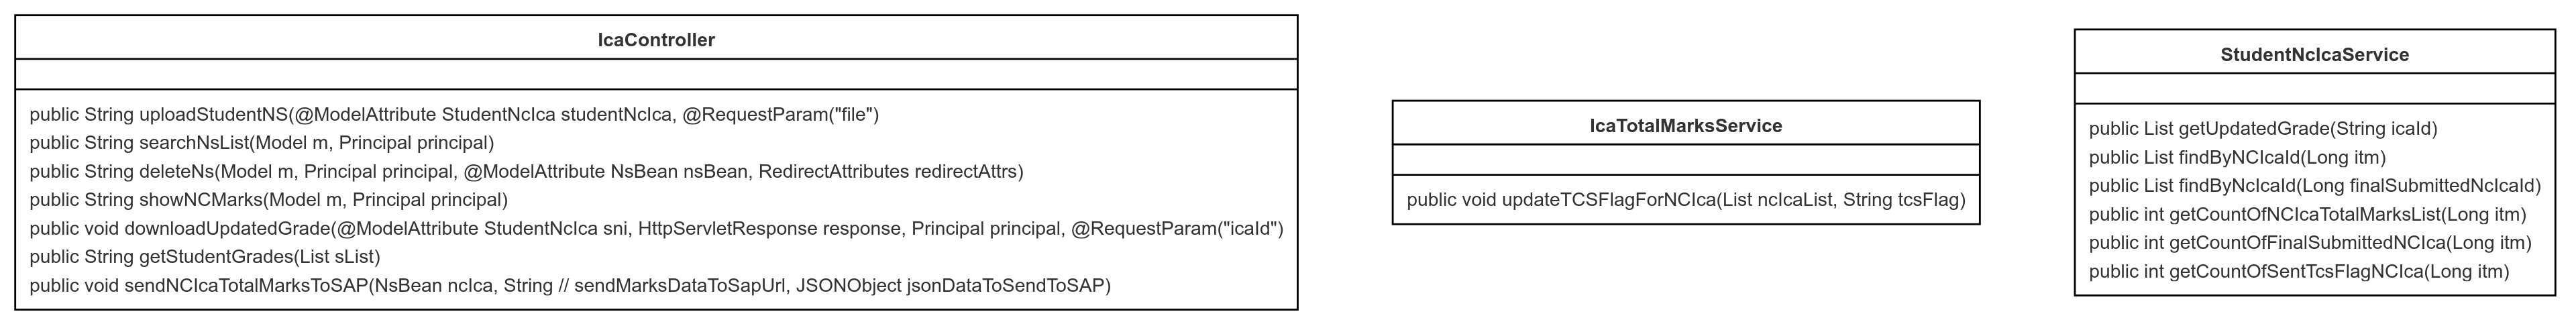 IcaController
public String uploadStudentNS(@ModelAttribute StudentNcIca studentNcIca, @RequestParam("file")
public String searchNsList(Model m, Principal principal)
public String deleteNs(Model m, Principal principal, @ModelAttribute NsBean nsBean, RedirectAttributes redirectAttrs)
public String showNCMarks(Model m, Principal principal)
public void downloadUpdatedGrade(@ModelAttribute StudentNcIca sni, HttpServletResponse response, Principal principal, @RequestParam("icaId")
public String getStudentGrades(List sList)
public void sendNCIcaTotalMarksToSAP(NsBean ncIca, String // sendMarksDataToSapUrl, JSONObject jsonDataToSendToSAP)
IcaTotalMarksService
public void updateTCSFlagForNCIca(List ncIcaList, String tcsFlag)
StudentNcIcaService
public List getUpdatedGrade(String icaId)
public List findByNCIcaId(Long itm)
public List findByNcIcaId(Long finalSubmittedNcIcaId)
public int getCountOfNCIcaTotalMarksList(Long itm)
public int getCountOfFinalSubmittedNCIca(Long itm)
public int getCountOfSentTcsFlagNCIca(Long itm)